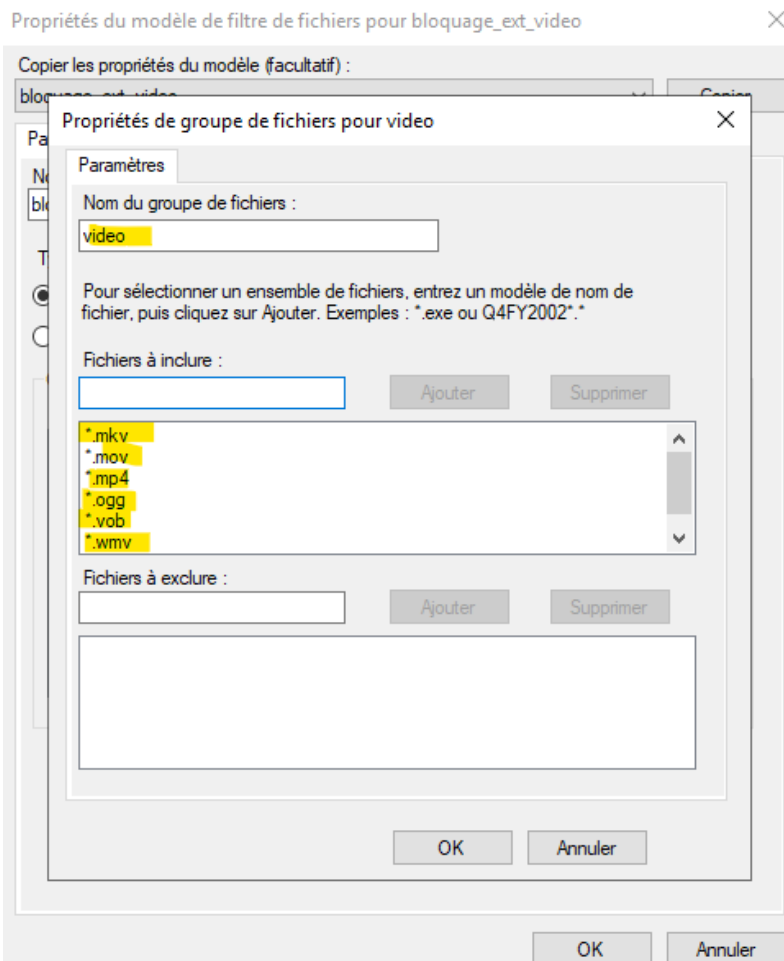 Propriétés du modèle de filtre de fichiers pour bloquage_ext_video
Copier les propriétés du modèle (facultatif) :
Propriétés de groupe de fichiers pour video
Paramètres
Nom du groupe de fichiers :
video
Pour sélectionner un ensemble de fichiers, entrez un modèle de nom de
fichier, puis cliquez sur Ajouter. Exemples : *.exe ou Q4FY2002*.*
Fichiers à inclure :
Ajouter Supprimer
*.mkv
*.mov
*.mp4
*.ogg
*.vob
*.wmv
Fichiers à exclure :
Ajouter Supprimer
OK Annuler
OK Annuler